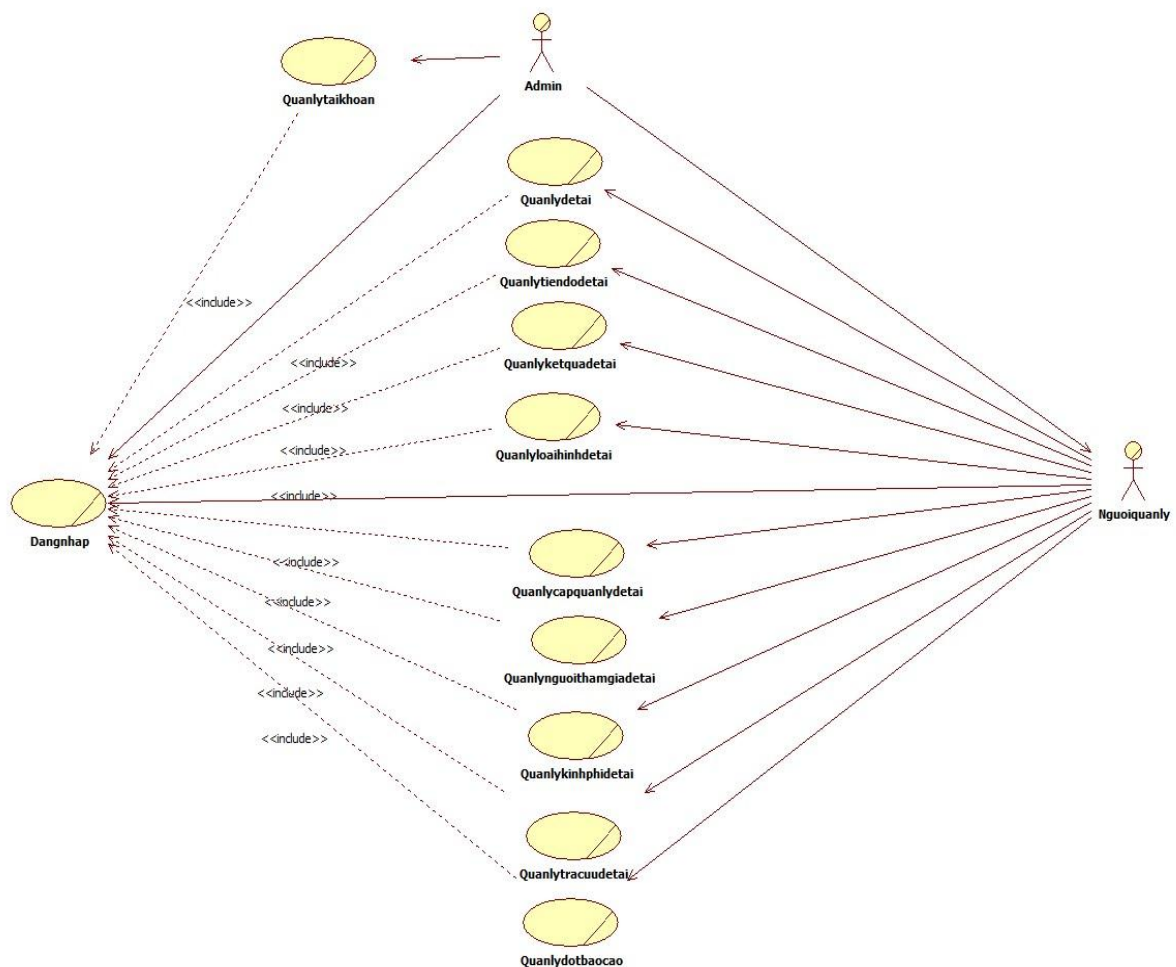 Admin
Quanlytaikhoan
Quanlydetai
Quanlytiendodetai
<<include>>
Quanlyketquadetai
<<include>>
<<include>>
Quanlyloaihinhdetai
<<include>>
<<include>>
Nguoiquanly
Dangnhap
<<include>>
Quanlycapquanlydetai
<<include>>
<<include>>
Quanlynguoithamgiadetai
<<include>>
<<include>>
Quanlykinhphidetai
Quanlytracuudetai
Quanlydotbaocao